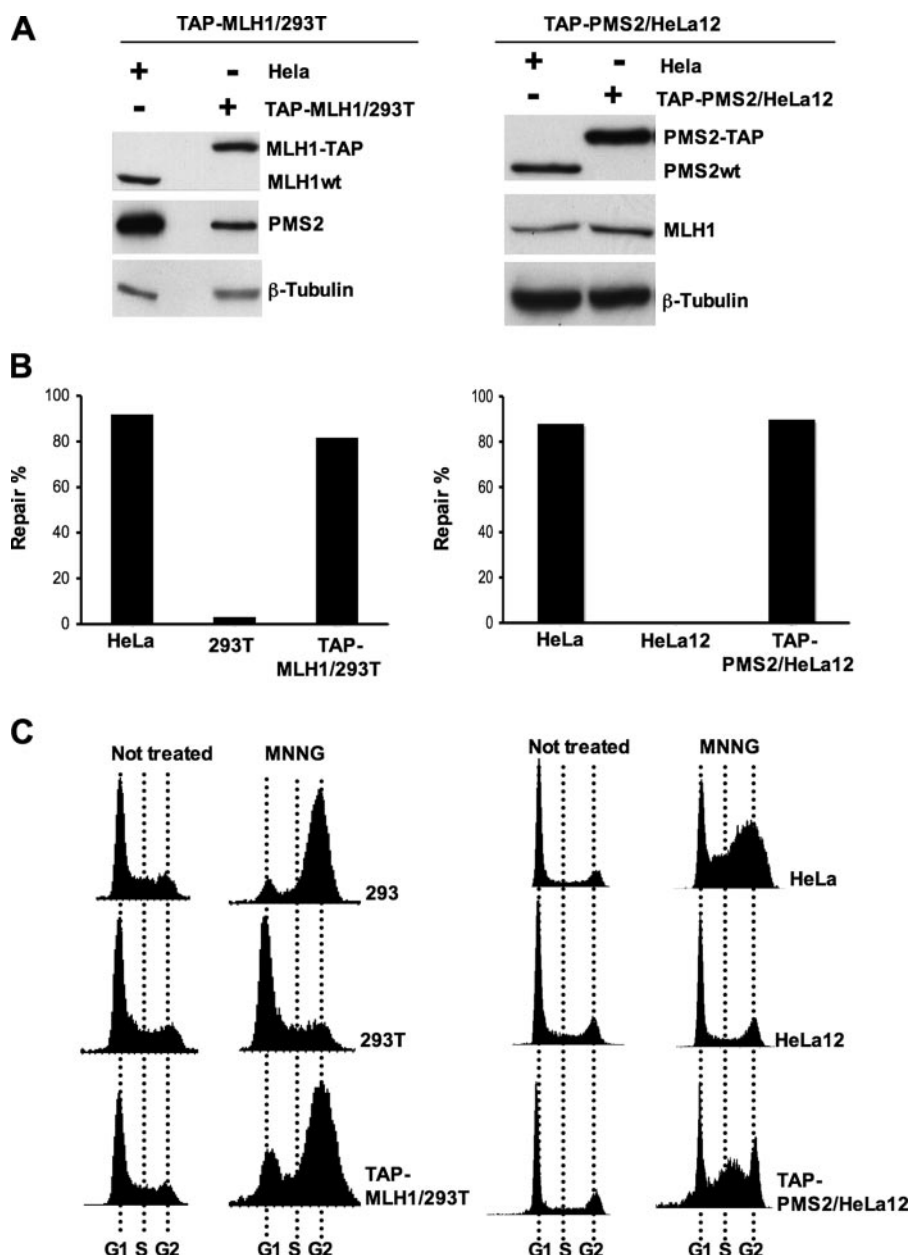 A
TAP-MLH1/293T
+ - Hela
- + TAP-MLH1/293T
MLH1-TAP
MLH1wt
PMS2
β-Tubulin
TAP-PMS2/HeLa12
+ - Hela
- + TAP-PMS2/HeLa12
PMS2-TAP
PMS2wt
MLH1
β-Tubulin
B
Repair %
100
80
60
40
20
0
HeLa
293T
TAP-
MLH1/293T
Repair %
100
80
60
40
20
0
HeLa
HeLa12
TAP-
PMS2/HeLa12
C
Not treated
MNNG
293
293T
TAP-
MLH1/293T
G1 S G2
G1 S G2
Not treated
MNNG
HeLa
HeLa12
TAP-
PMS2/HeLa12
G1 S G2
G1 S G2